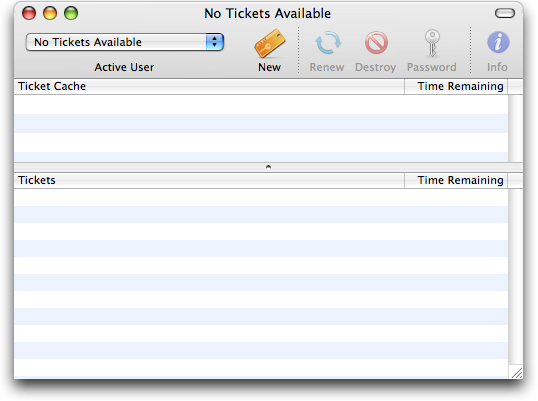 No Tickets Available
No Tickets Available
Active User
New
Renew
Destroy
Password
Info
Ticket Cache
Time Remaining
Tickets
Time Remaining